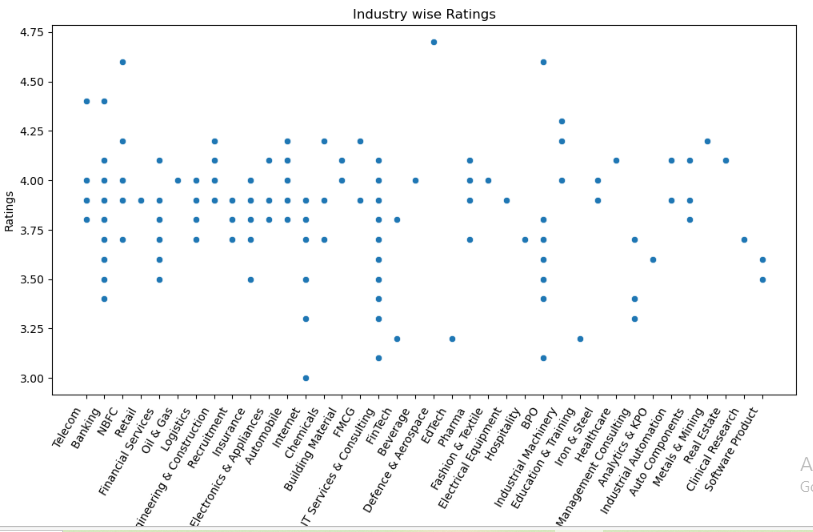 Industry wise Ratings
4.75
4.50
4.25
4.00
3.75
3.50
3.25
3.00
Ratings
Telecom
Banking
NBFC
Retail
Financial Services
Oil & Gas
Logistics
ineering & Construction
Recruitment
Insurance
Electronics & Appliances
Automobile
Internet
Chemicals
Building Material
FMCG
IT Services & Consulting
FinTech
Beverage
Defence & Aerospace
EdTech
Pharma
Fashion & Textile
Electrical Equipment
Hospitality
BPO
Industrial Machinery
Education & Training
Iron & Steel
Healthcare
Management Consulting
Analytics & KPO
Industrial Automation
Auto Components
Metals & Mining
Real Estate
Clinical Research
Software Product
A
Go